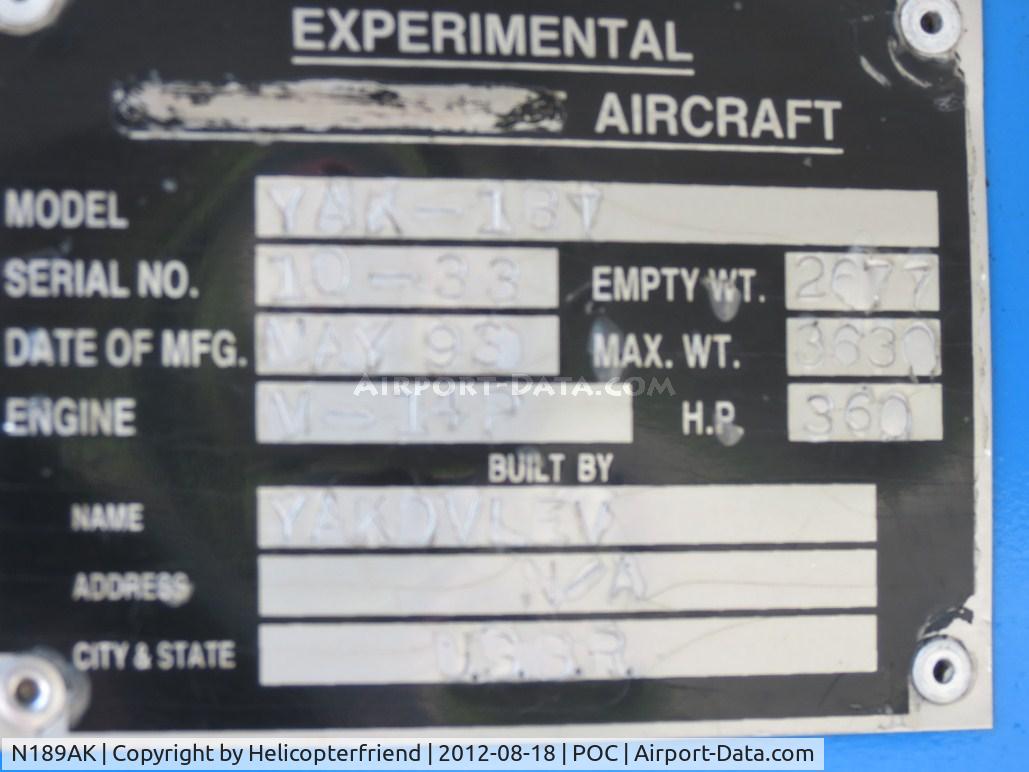 EXPERIMENTAL
AIRCRAFT
MODEL YAK-18T
SERIAL NO. 10-33 EMPTY WT. 2677
DATE OF MFG. MAY 93 MAX. WT. 3630
ENGINE M-14P H.P. 360
BUILT BY
NAME YAKOVLEV
ADDRESS N/A
CITY & STATE USSR
AIRPORT-DATA.COM
N189AK | Copyright by Helicopterfriend | 2012-08-18 | POC | Airport-Data.com